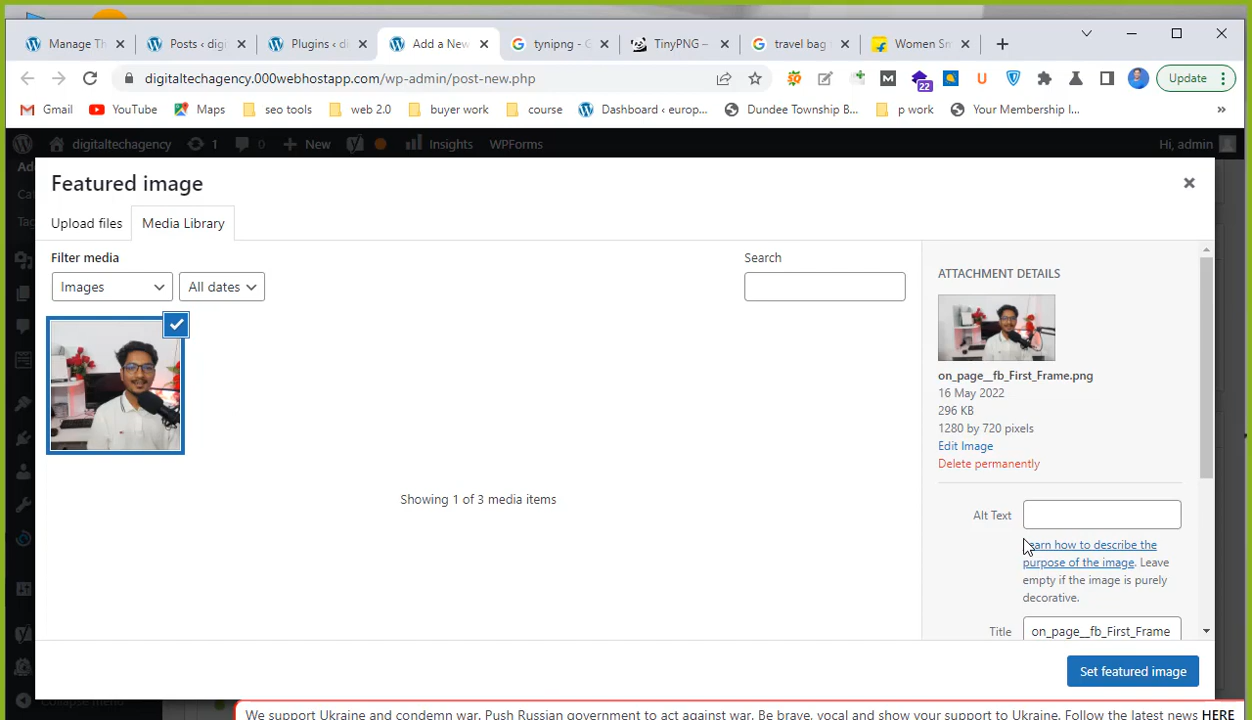 Manage Th
Posts ‹ digi
Plugins ‹ di
Add a New
tynipng - G
TinyPNG –
travel bag
Women Sm
digitaltechagency.000webhostapp.com/wp-admin/post-new.php
22
Update
Gmail
YouTube
Maps
seo tools
web 2.0
buyer work
course
Dashboard ‹ europ...
Dundee Township B...
p work
Your Membership I...
»
digitaltechagency
1
0
New
Insights
WPForms
Hi, admin
Featured image
Upload files
Media Library
Filter media
Images
All dates
Search
Showing 1 of 3 media items
ATTACHMENT DETAILS
on_page__fb_First_Frame.png
16 May 2022
296 KB
1280 by 720 pixels
Edit Image
Delete permanently
Alt Text
Learn how to describe the
purpose of the image. Leave
empty if the image is purely
decorative.
Title
on_page__fb_First_Frame
Set featured image
Collapse menu
We support Ukraine and condemn war. Push Russian government to act against war. Be brave, vocal and show your support to Ukraine. Follow the latest news HERE